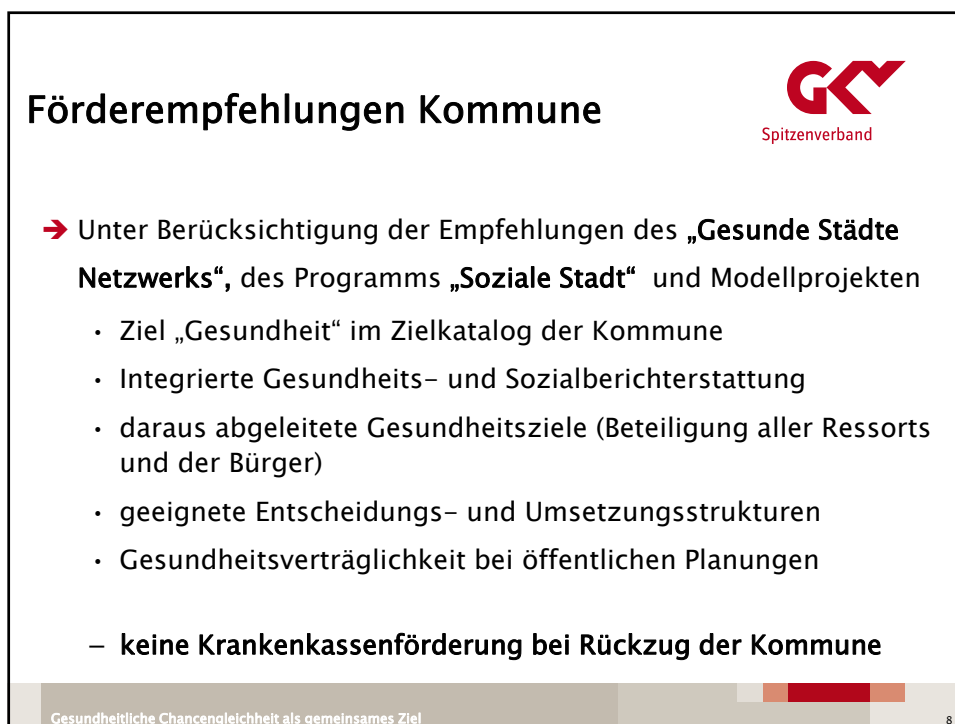 Förderempfehlungen Kommune
GKV
Spitzenverband
➔ Unter Berücksichtigung der Empfehlungen des „Gesunde Städte
Netzwerks“, des Programms „Soziale Stadt“ und Modellprojekten
• Ziel „Gesundheit“ im Zielkatalog der Kommune
• Integrierte Gesundheits- und Sozialberichterstattung
• daraus abgeleitete Gesundheitsziele (Beteiligung aller Ressorts
und der Bürger)
• geeignete Entscheidungs- und Umsetzungsstrukturen
• Gesundheitsverträglichkeit bei öffentlichen Planungen
– keine Krankenkassenförderung bei Rückzug der Kommune
Gesundheitliche Chancengleichheit als gemeinsames Ziel
8